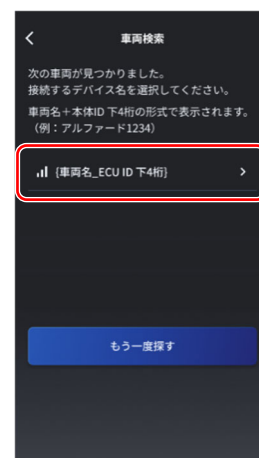 車両検索
次の車両が見つかりました。
接続するデバイス名を選択してください。
車両名＋本体ID 下4桁の形式で表示されます。
（例：アルファード1234）
{車両名_ECU ID 下4桁}
もう一度探す